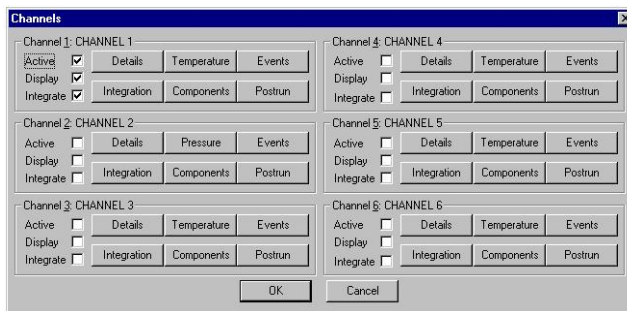 Channels
Channel 1: CHANNEL 1
Active Details Temperature Events
Display
Integrate Integration Components Postrun
Channel 2: CHANNEL 2
Active Details Pressure Events
Display
Integrate Integration Components Postrun
Channel 3: CHANNEL 3
Active Details Temperature Events
Display
Integrate Integration Components Postrun
Channel 4: CHANNEL 4
Active Details Temperature Events
Display
Integrate Integration Components Postrun
Channel 5: CHANNEL 5
Active Details Temperature Events
Display
Integrate Integration Components Postrun
Channel 6: CHANNEL 6
Active Details Temperature Events
Display
Integrate Integration Components Postrun
OK Cancel